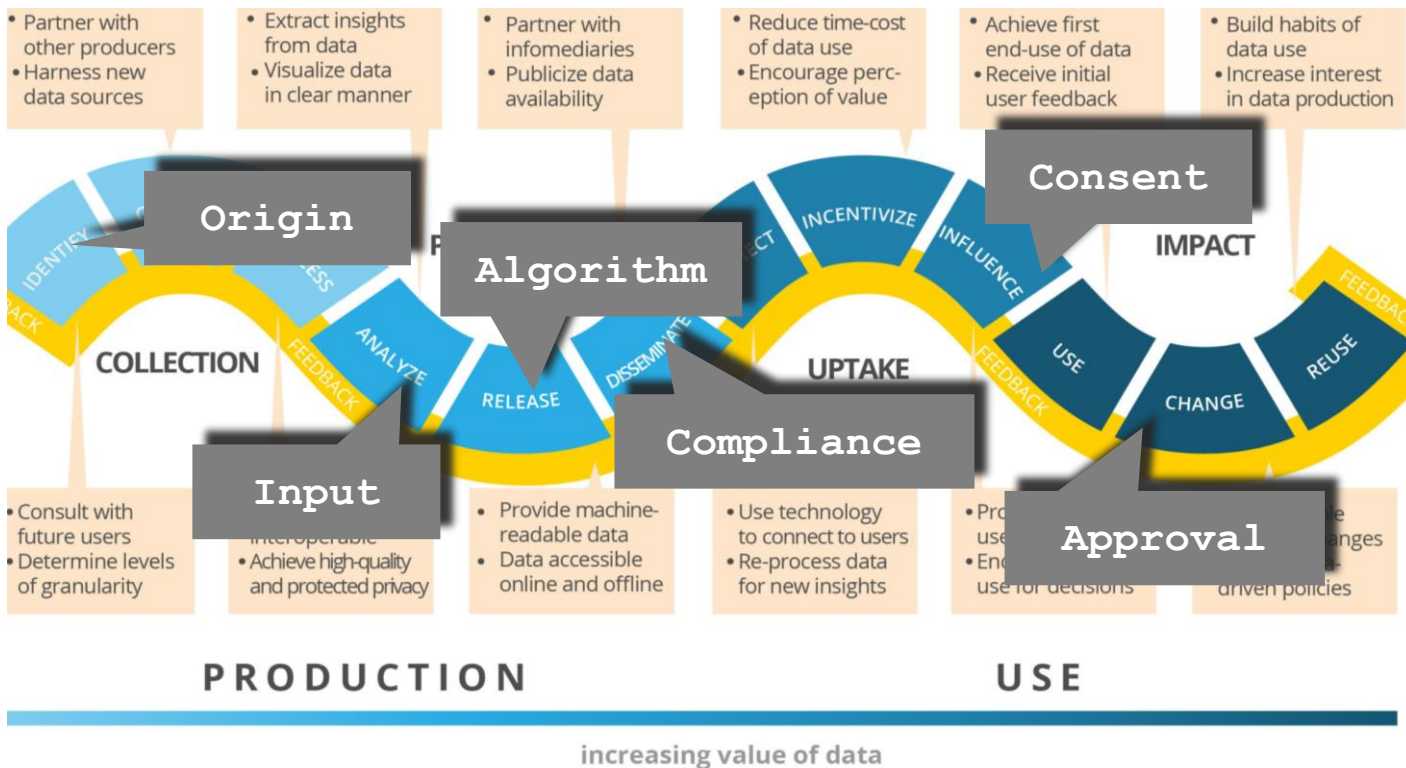 • Partner with
other producers
• Harness new
data sources
• Extract insights
from data
• Visualize data
in clear manner
• Partner with
infomediaries
• Publicize data
availability
• Reduce time-cost
of data use
• Encourage perc-
eption of value
• Achieve first
end-use of data
• Receive initial
user feedback
• Build habits of
data use
• Increase interest
in data production
Origin
Algorithm
Consent
Input
Compliance
Approval
IDENTIFY
ANALYZE
RELEASE
DISSEMINATE
INCENTIVIZE
INFLUENCE
USE
CHANGE
REUSE
FEEDBACK
FEEDBACK
COLLECTION
UPTAKE
IMPACT
• Consult with
future users
• Determine levels
of granularity
interoperable
• Achieve high-quality
and protected privacy
• Provide machine-
readable data
• Data accessible
online and offline
• Use technology
to connect to users
• Re-process data
for new insights
use for decisions
driven policies
PRODUCTION
USE
increasing value of data